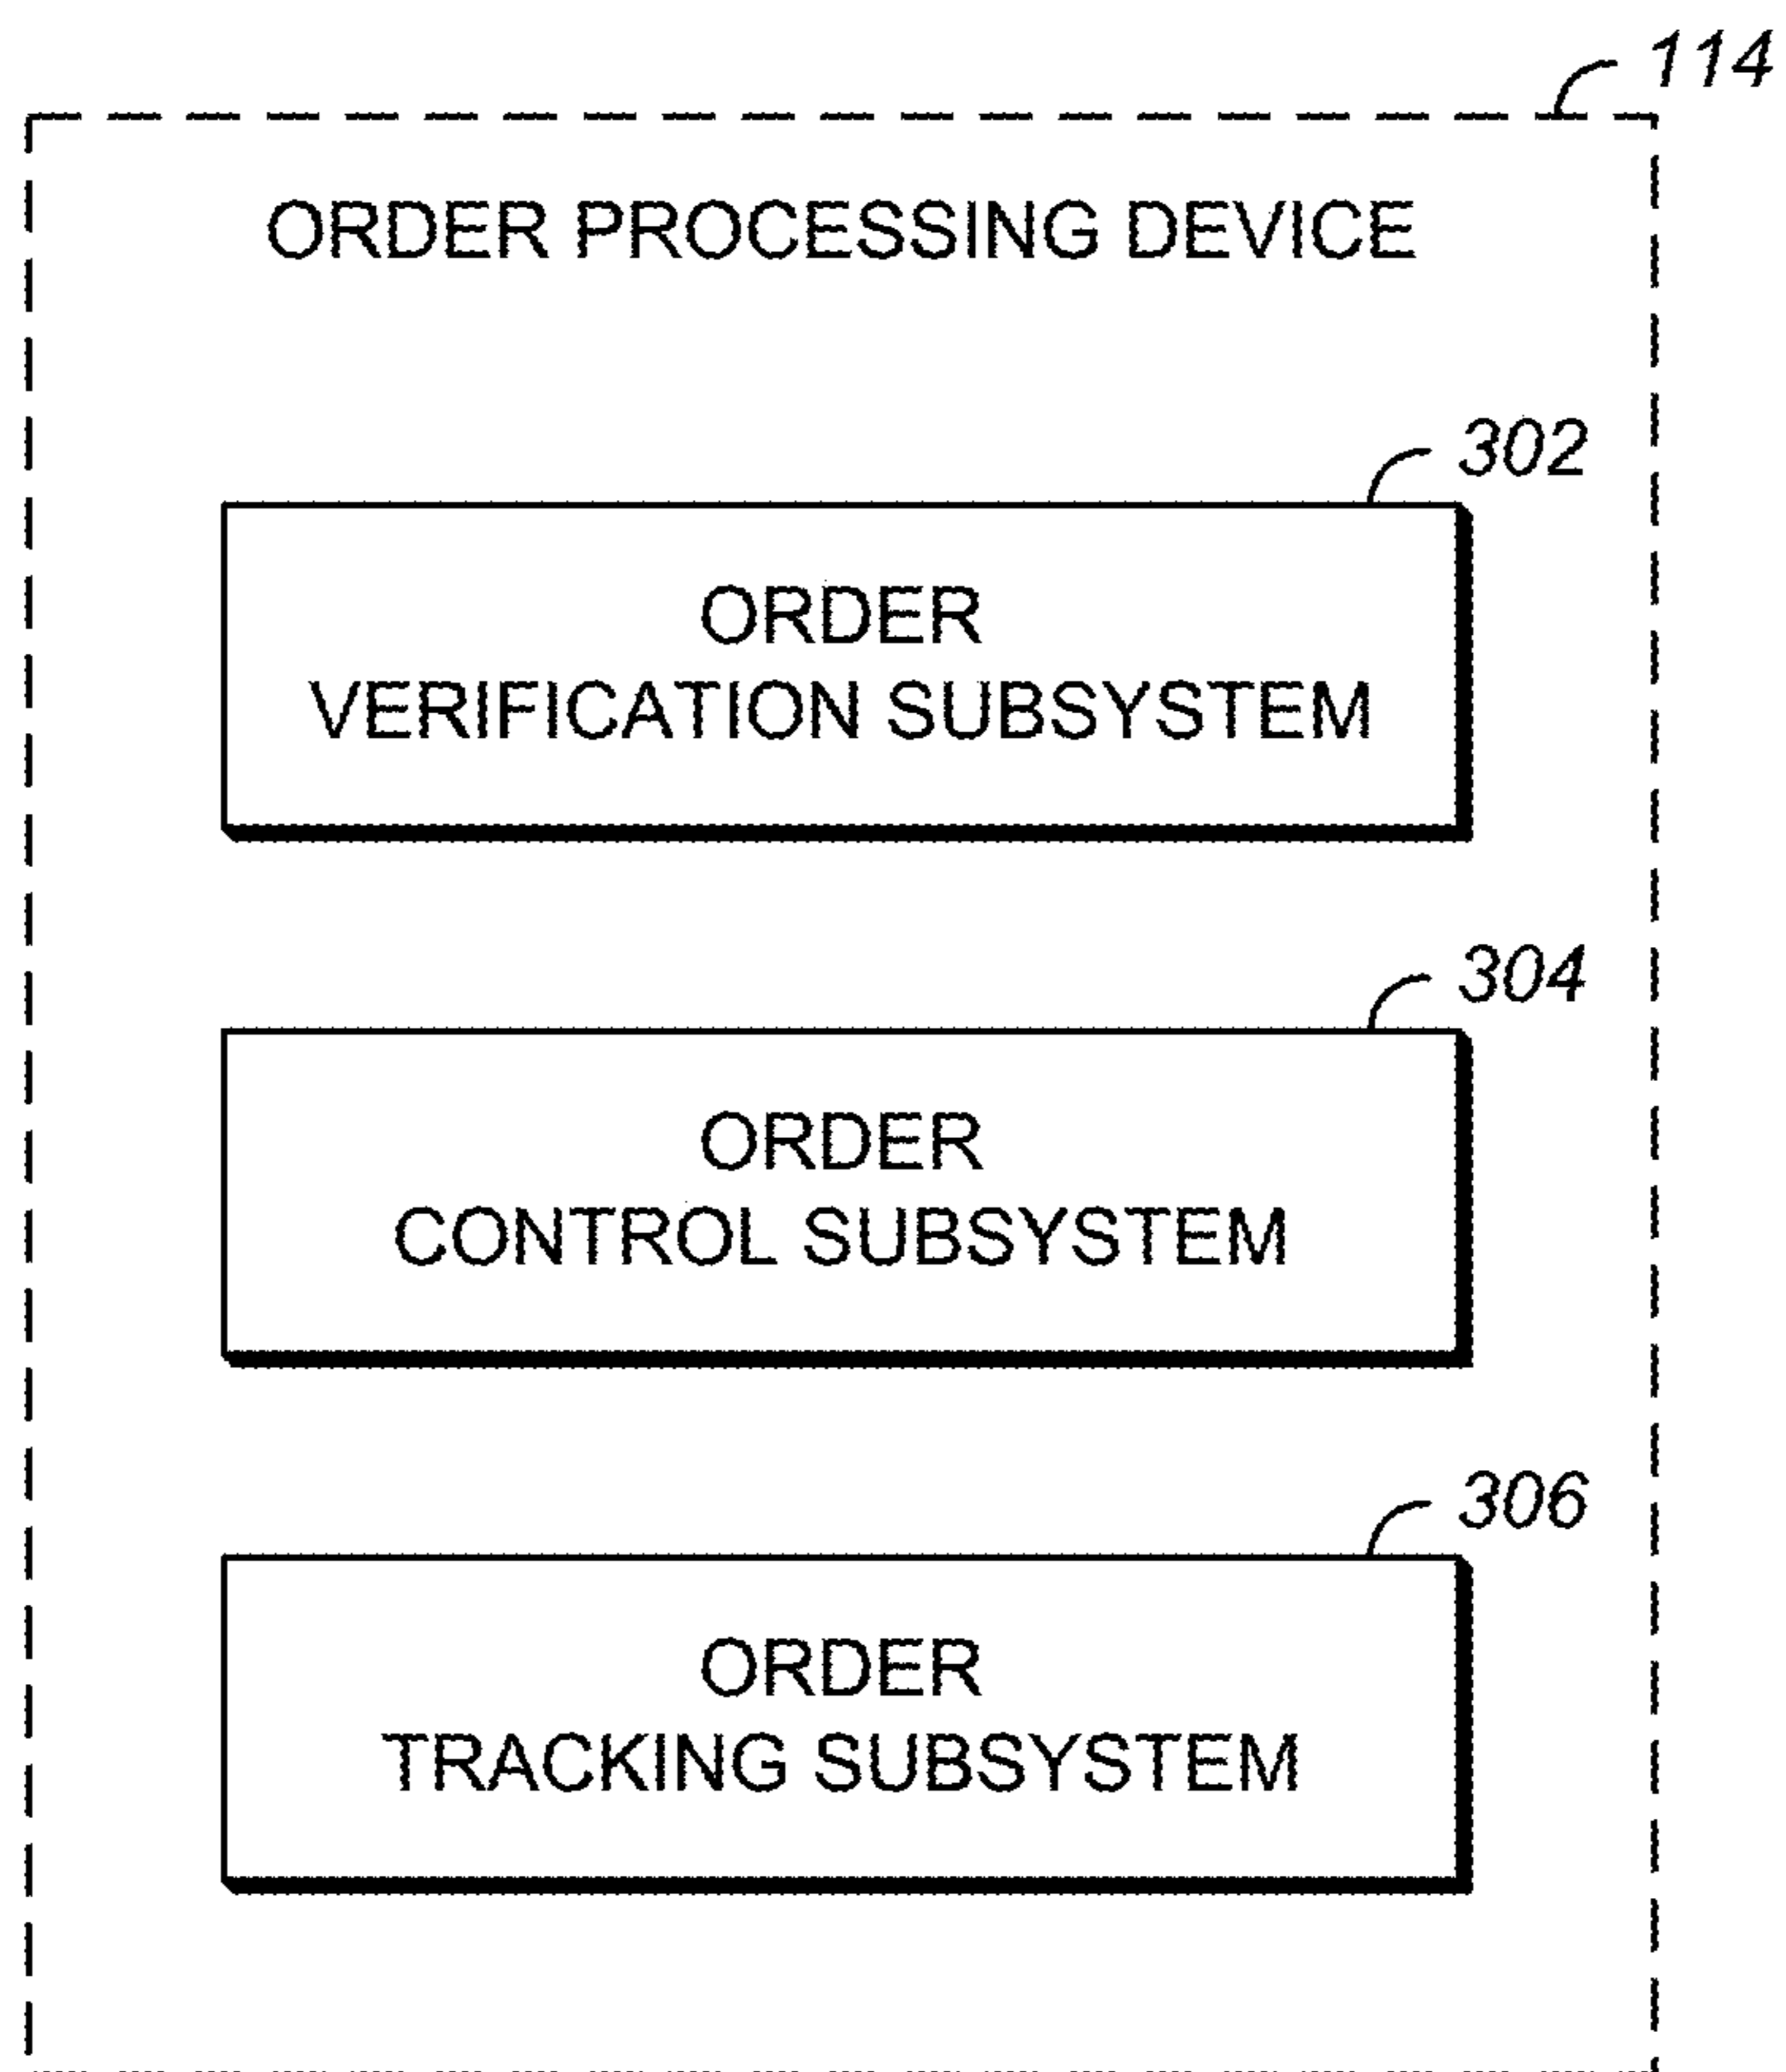 114
ORDER PROCESSING DEVICE
302
ORDER
VERIFICATION SUBSYSTEM
304
ORDER
CONTROL SUBSYSTEM
306
ORDER
TRACKING SUBSYSTEM